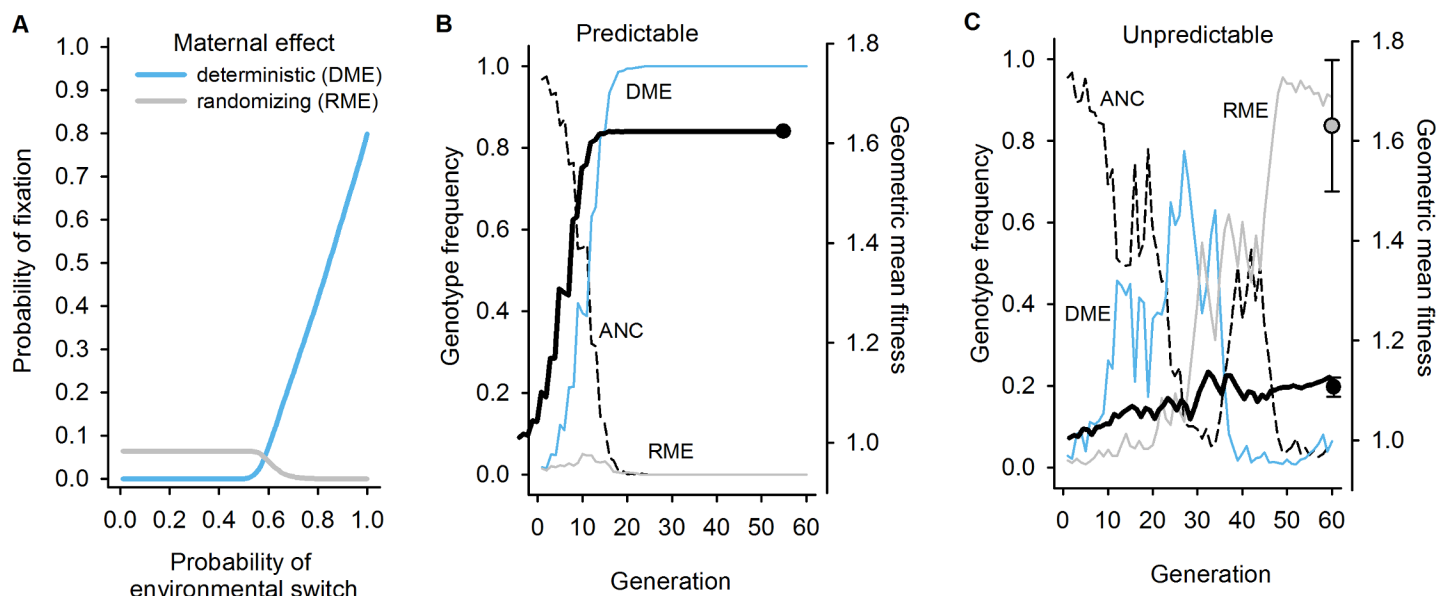 A
Maternal effect
deterministic (DME)
randomizing (RME)
Probability of fixation
1.0
0.9
0.8
0.7
0.6
0.5
0.4
0.3
0.2
0.1
0.0
0.0 0.2 0.4 0.6 0.8 1.0
Probability of
environmental switch
B
Predictable
Genotype frequency
1.0
0.8
0.6
0.4
0.2
0.0
DME
ANC
RME
1.8
1.6
1.4
1.2
1.0
Geometric mean fitness
0 10 20 30 40 50 60
Generation
C
Unpredictable
Genotype frequency
1.0
0.8
0.6
0.4
0.2
0.0
ANC
RME
DME
1.8
1.6
1.4
1.2
1.0
Geometric mean fitness
0 10 20 30 40 50 60
Generation